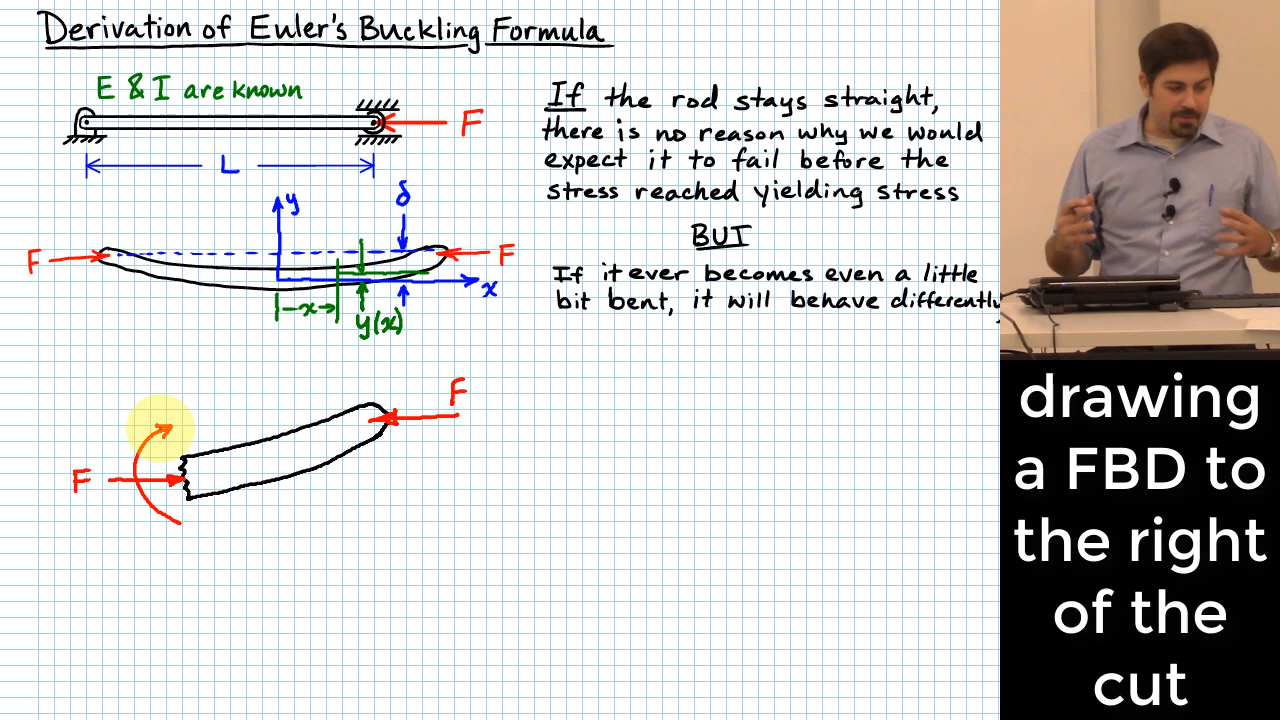 Derivation of Euler's Buckling Formula
E & I are known
F
L
If the rod stays straight,
there is no reason why we would
expect it to fail before the
stress reached yielding stress
BUT
If it ever becomes even a little
bit bent, it will behave differently
y
δ
F
F
x
x
y(x)
F
F
drawing
a FBD to
the right
of the
cut